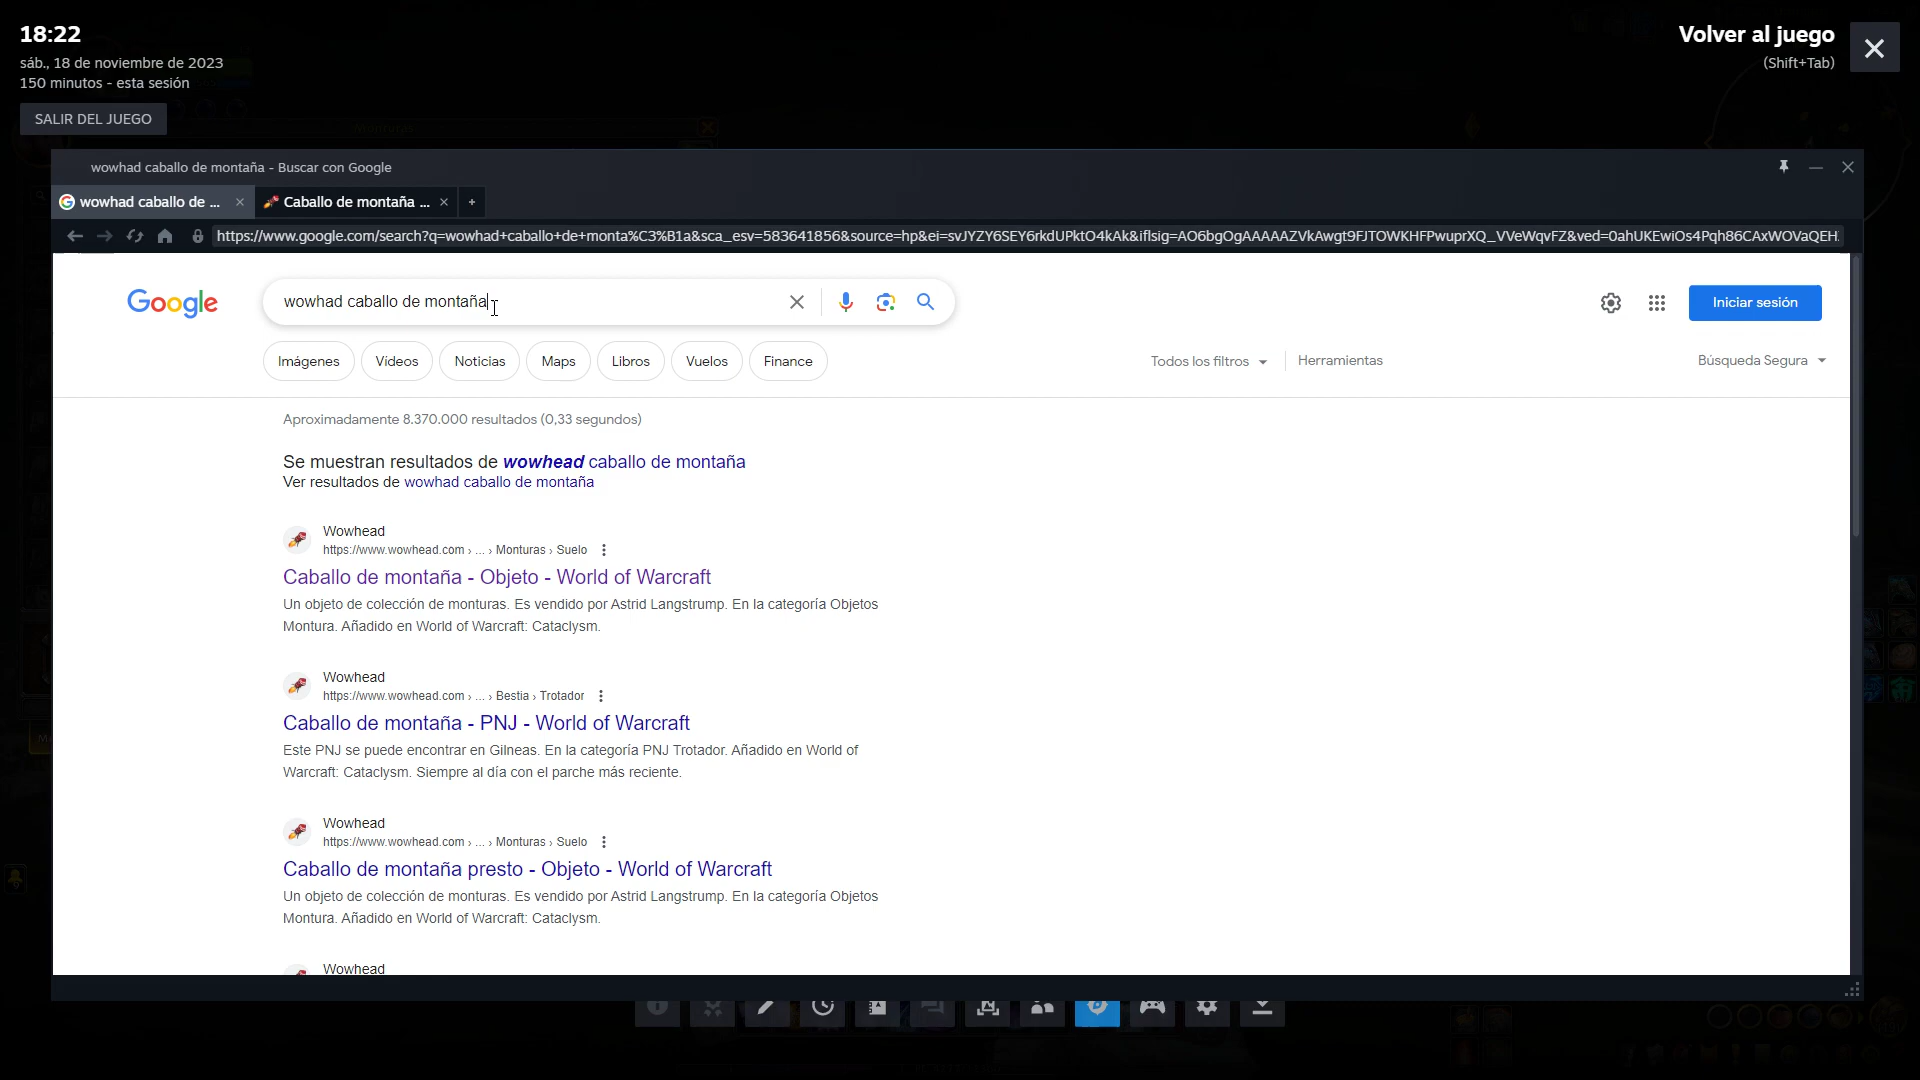 18:22
sáb., 18 de noviembre de 2023
150 minutos - esta sesión
SALIR DEL JUEGO
Volver al juego
(Shift+Tab)
wowhad caballo de montaña - Buscar con Google
wowhad caballo de ...
Caballo de montaña ...
https://www.google.com/search?q=wowhad+caballo+de+monta%C3%B1a&sca_esv=583641856&source=hp&ei=svJYZY6SEY6rkdUPktO4kAk&iflsig=AO6bgOgAAAAAZVkAwgt9FJTOWKHFPwuprXQ_VVeWqvFZ&ved=0ahUKEwiOs4Pqh86CAxWOVaQEH
Google
wowhad caballo de montaña
Iniciar sesión
Imágenes
Vídeos
Noticias
Maps
Libros
Vuelos
Finance
Todos los filtros
Herramientas
Búsqueda Segura
Aproximadamente 8.370.000 resultados (0,33 segundos)
Se muestran resultados de wowhead caballo de montaña
Ver resultados de wowhad caballo de montaña
Wowhead
https://www.wowhead.com › ... › Monturas › Suelo
Caballo de montaña - Objeto - World of Warcraft
Un objeto de colección de monturas. Es vendido por Astrid Langstrump. En la categoría Objetos
Montura. Añadido en World of Warcraft: Cataclysm.
Wowhead
https://www.wowhead.com › ... › Bestia › Trotador
Caballo de montaña - PNJ - World of Warcraft
Este PNJ se puede encontrar en Gilneas. En la categoría PNJ Trotador. Añadido en World of
Warcraft: Cataclysm. Siempre al día con el parche más reciente.
Wowhead
https://www.wowhead.com › ... › Monturas › Suelo
Caballo de montaña presto - Objeto - World of Warcraft
Un objeto de colección de monturas. Es vendido por Astrid Langstrump. En la categoría Objetos
Montura. Añadido en World of Warcraft: Cataclysm.
Wowhead